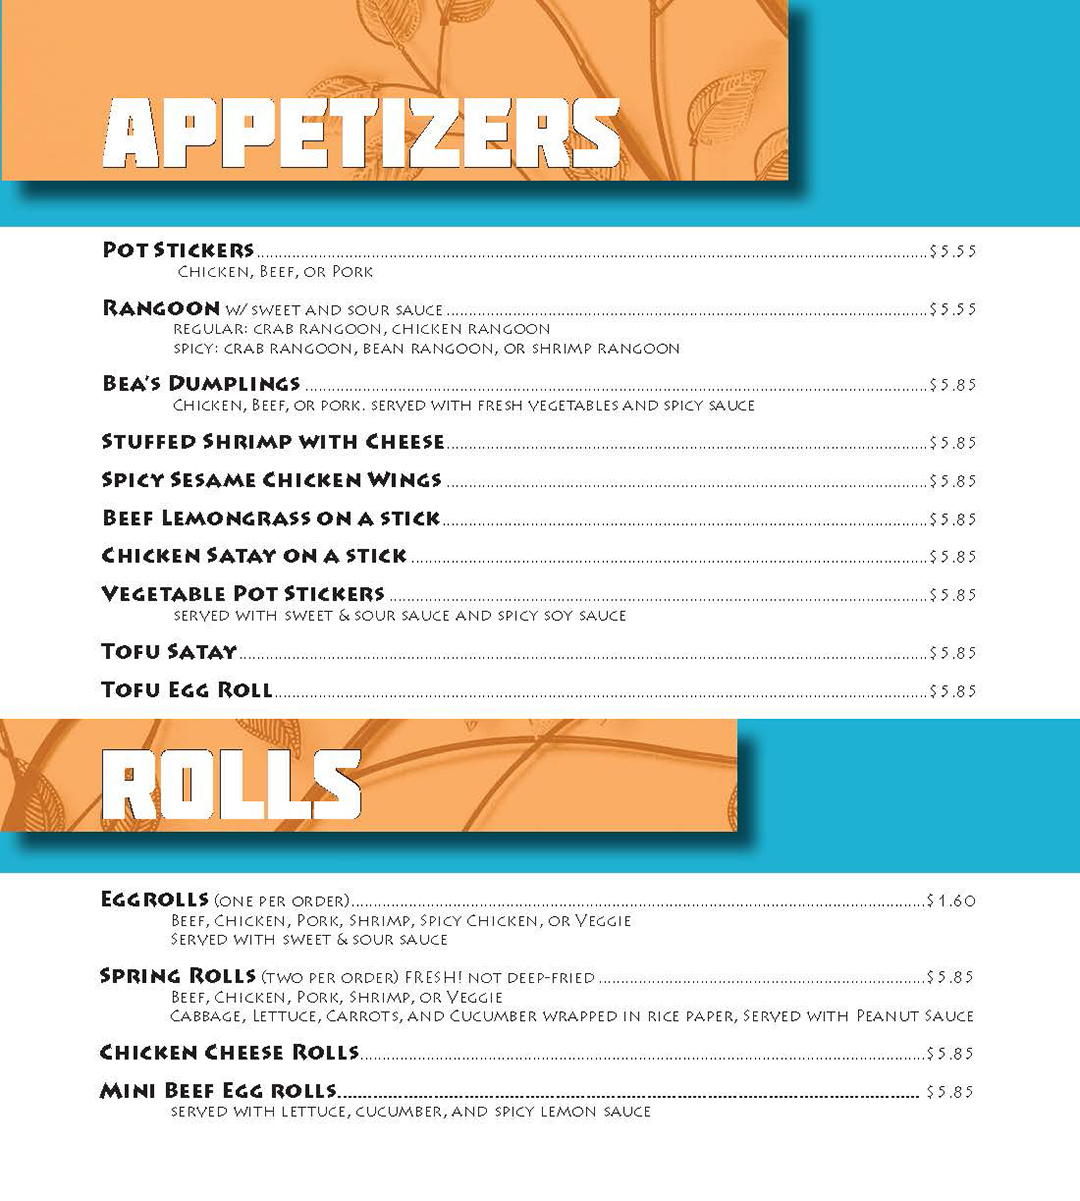 APPETIZERS
Pot Stickers $5.55
Chicken, Beef, or Pork
Rangoon w/ sweet and sour sauce $5.55
regular: crab rangoon, chicken rangoon
spicy: crab rangoon, bean rangoon, or shrimp rangoon
Bea's Dumplings $5.85
Chicken, Beef, or pork. served with fresh vegetables and spicy sauce
Stuffed Shrimp with Cheese $5.85
Spicy Sesame Chicken Wings $5.85
Beef Lemongrass on a stick $5.85
Chicken Satay on a stick $5.85
Vegetable Pot Stickers $5.85
served with sweet & sour sauce and spicy soy sauce
Tofu Satay $5.85
Tofu Egg Roll $5.85
ROLLS
Eggrolls (one per order) $1.60
Beef, Chicken, Pork, Shrimp, Spicy Chicken, or Veggie
Served with sweet & sour sauce
Spring Rolls (two per order) FRESH! not deep-fried $5.85
Beef, Chicken, Pork, Shrimp, or Veggie
Cabbage, Lettuce, Carrots, and Cucumber wrapped in rice paper, Served with Peanut Sauce
Chicken Cheese Rolls $5.85
Mini Beef Egg rolls $5.85
served with lettuce, cucumber, and spicy lemon sauce